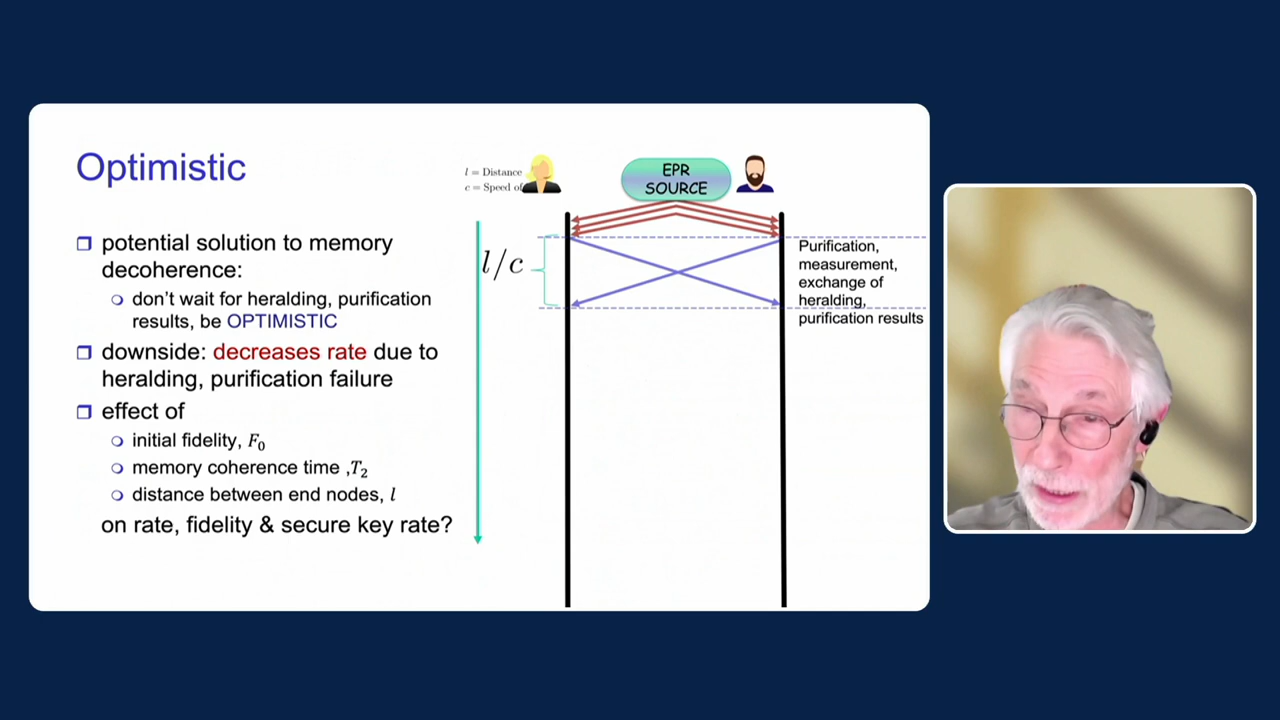 Optimistic
potential solution to memory
decoherence:
don't wait for heralding, purification
results, be OPTIMISTIC
downside: decreases rate due to
heralding, purification failure
effect of
initial fidelity, F₀
memory coherence time ,T₂
distance between end nodes, l
on rate, fidelity & secure key rate?
l = Distance
c = Speed of
EPR
SOURCE
l/c
Purification,
measurement,
exchange of
heralding,
purification results